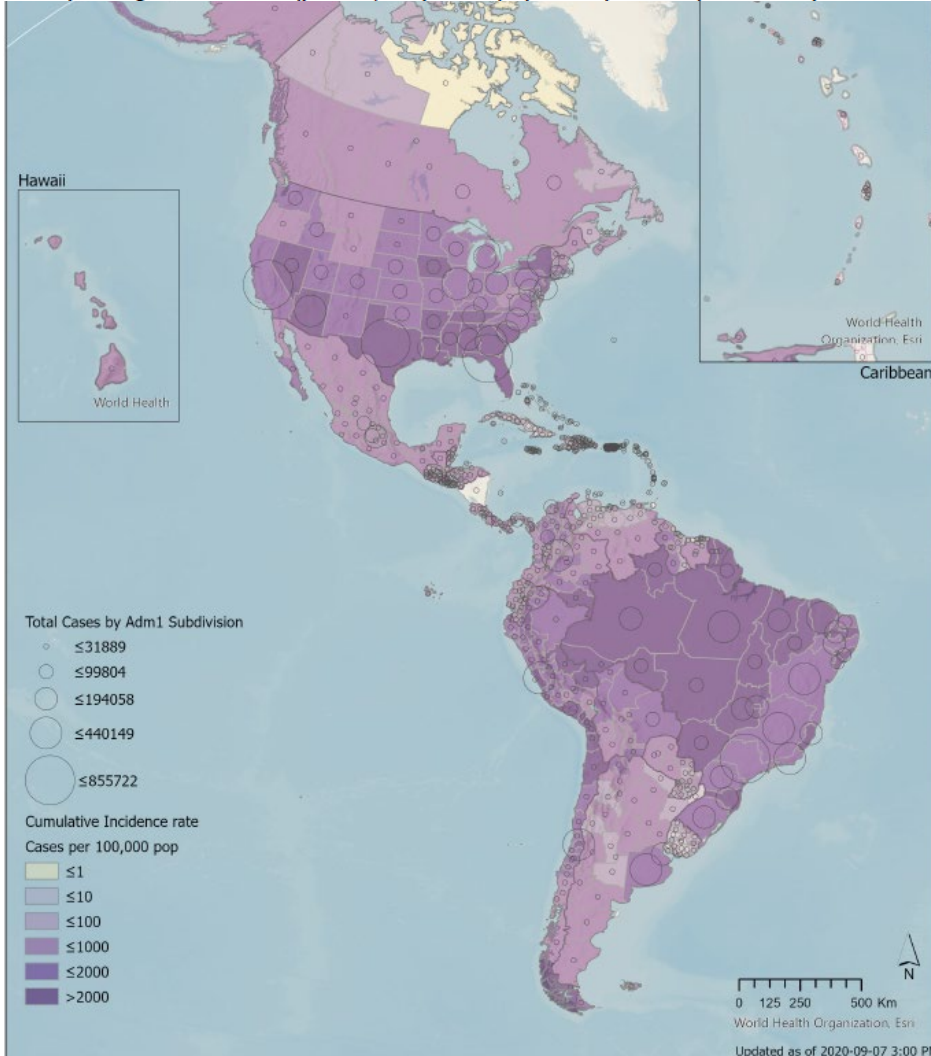 Hawaii
World Health
World Health
Organization, Esri
Caribbean
Total Cases by Adm1 Subdivision
≤31889
≤99804
≤194058
≤440149
≤855722
Cumulative Incidence rate
Cases per 100,000 pop
≤1
≤10
≤100
≤1000
≤2000
>2000
N
0 125 250 500 Km
World Health Organization, Esri
Updated as of 2020-09-07 3:00 PM